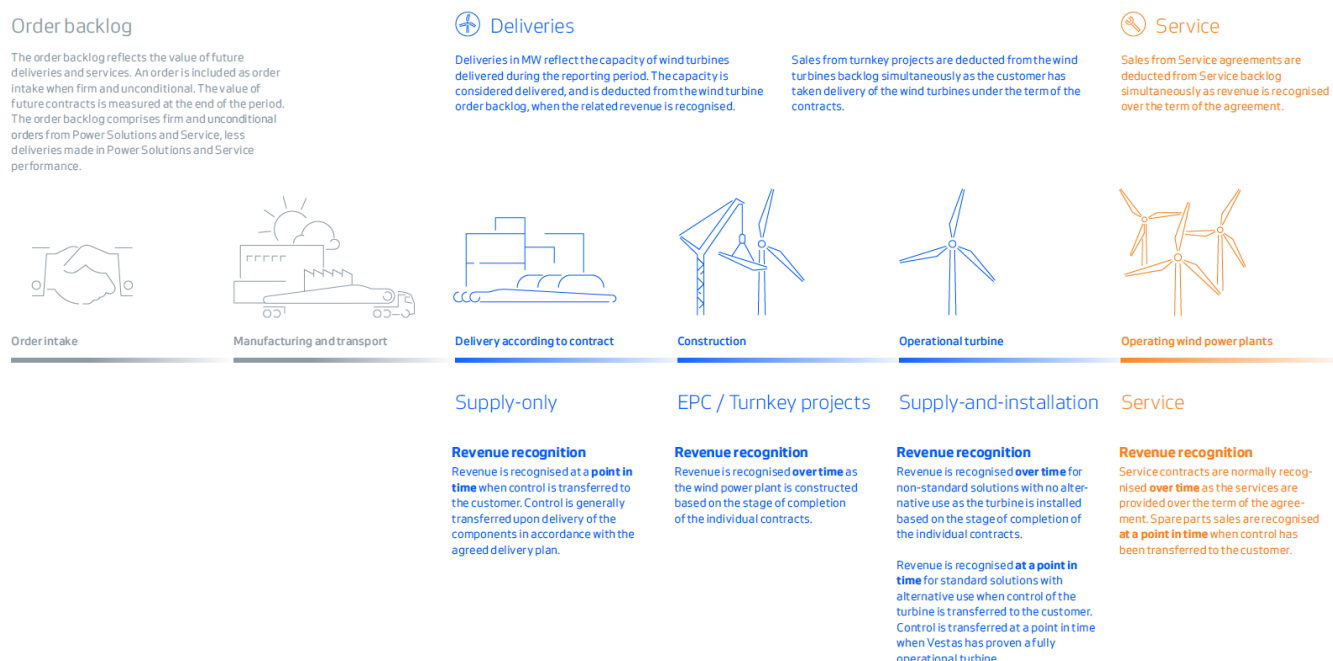 Order backlog
The order backlog reflects the value of future
deliveries and services. An order is included as order
intake when firm and unconditional. The value of
future contracts is measured at the end of the period.
The order backlog comprises firm and unconditional
orders from Power Solutions and Service, less
deliveries made in Power Solutions and Service
performance.
Deliveries
Deliveries in MW reflect the capacity of wind turbines
delivered during the reporting period. The capacity is
considered delivered, and is deducted from the wind turbine
order backlog, when the related revenue is recognised.
Sales from turnkey projects are deducted from the wind
turbines backlog simultaneously as the customer has
taken delivery of the wind turbines under the term of the
contracts.
Service
Sales from Service agreements are
deducted from Service backlog
simultaneously as revenue is recognised
over the term of the agreement.
Order intake
Manufacturing and transport
Delivery according to contract
Construction
Operational turbine
Operating wind power plants
Supply-only
Revenue recognition
Revenue is recognised at a point in
time when control is transferred to
the customer. Control is generally
transferred upon delivery of the
components in accordance with the
agreed delivery plan.
EPC / Turnkey projects
Revenue recognition
Revenue is recognised over time as
the wind power plant is constructed
based on the stage of completion
of the individual contracts.
Supply-and-installation
Revenue recognition
Revenue is recognised over time for
non-standard solutions with no alter-
native use as the turbine is installed
based on the stage of completion of
the individual contracts.
Revenue is recognised at a point in
time for standard solutions with
alternative use when control of the
turbine is transferred to the customer.
Control is transferred at a point in time
when Vestas has proven a fully
operational turbine
Service
Revenue recognition
Service contracts are normally recog-
nised over time as the services are
provided over the term of the agree-
ment. Spare parts sales are recognised
at a point in time when control has
been transferred to the customer.